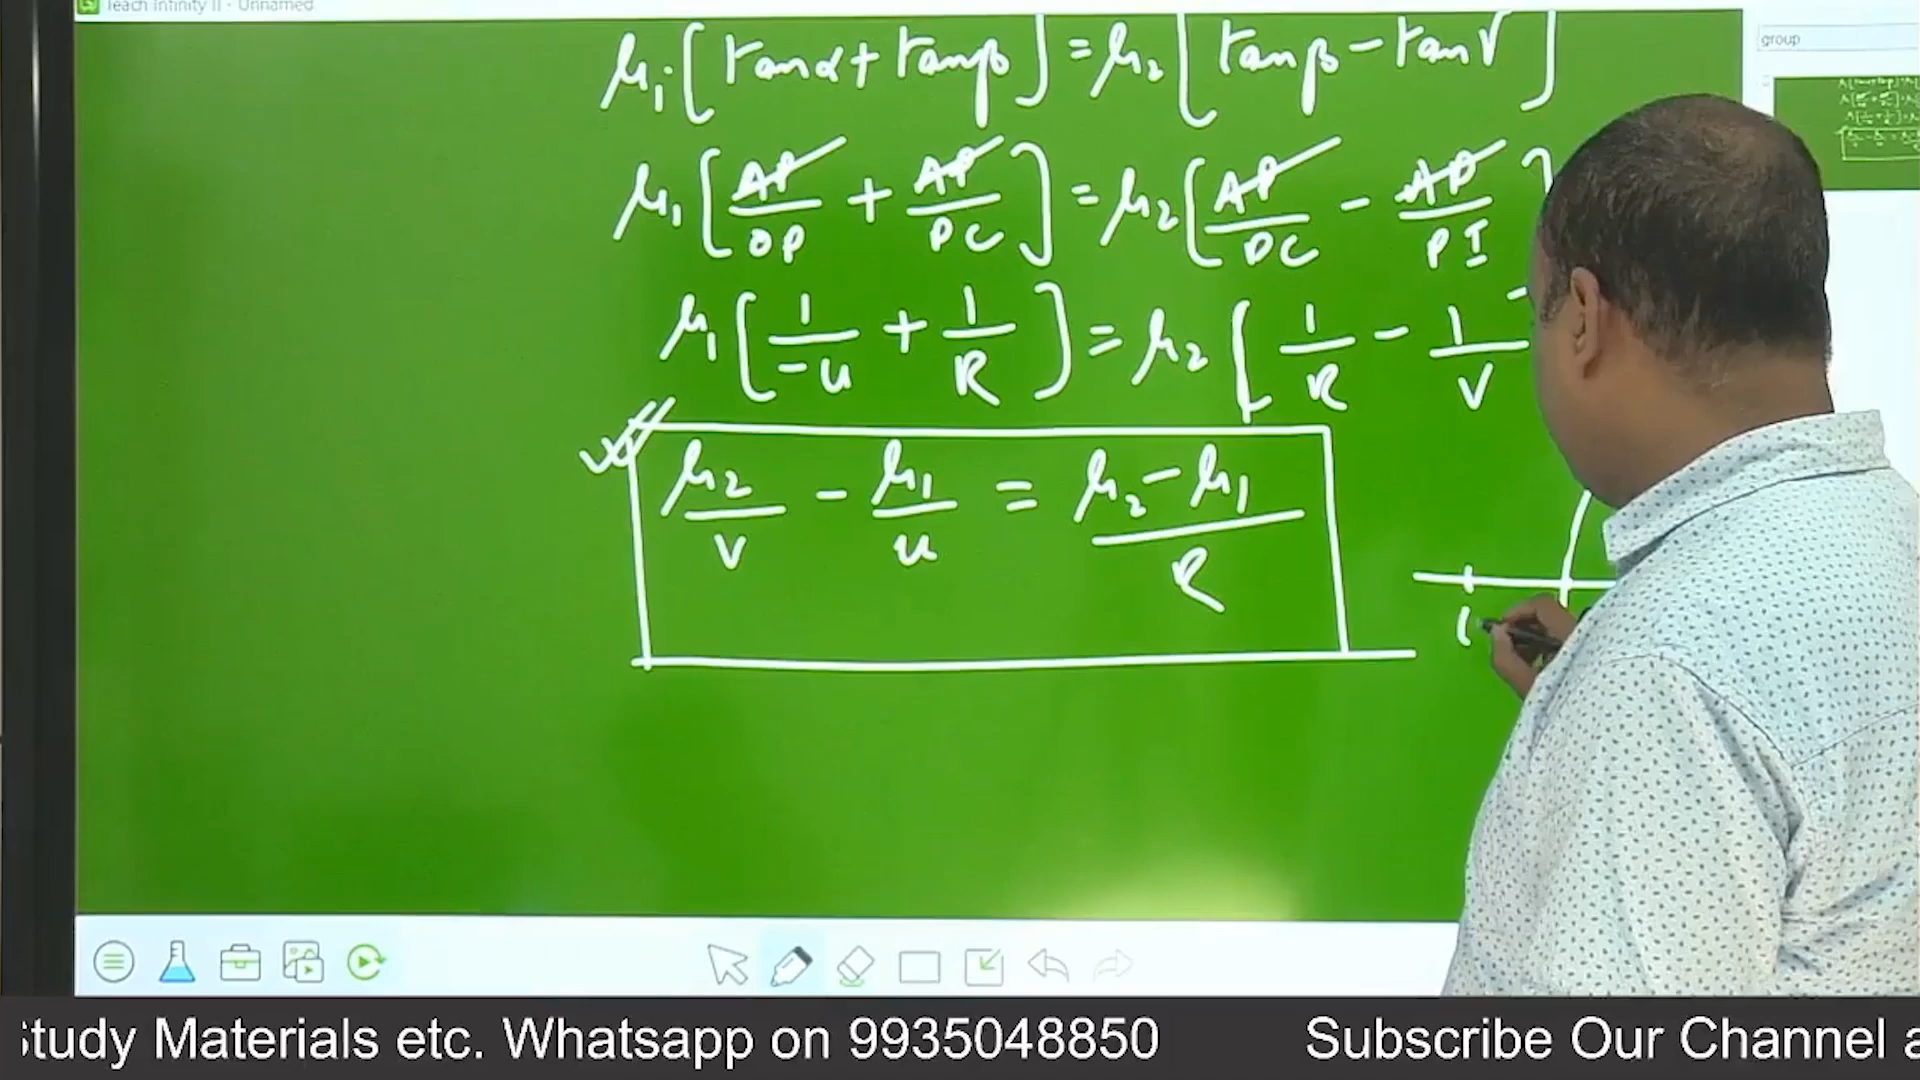 Teach Infinity II - Unnamed
group
μ₁[tanα + tanβ] = μ₂[tanβ - tanγ]
μ₁[AP/OP + AP/PC] = μ₂[AP/PC - AP/PI]
μ₁[1/-u + 1/R] = μ₂[1/R - 1/V
μ₂/v - μ₁/u = μ₂-μ₁/R
Study Materials etc. Whatsapp on 9935048850
Subscribe Our Channel a